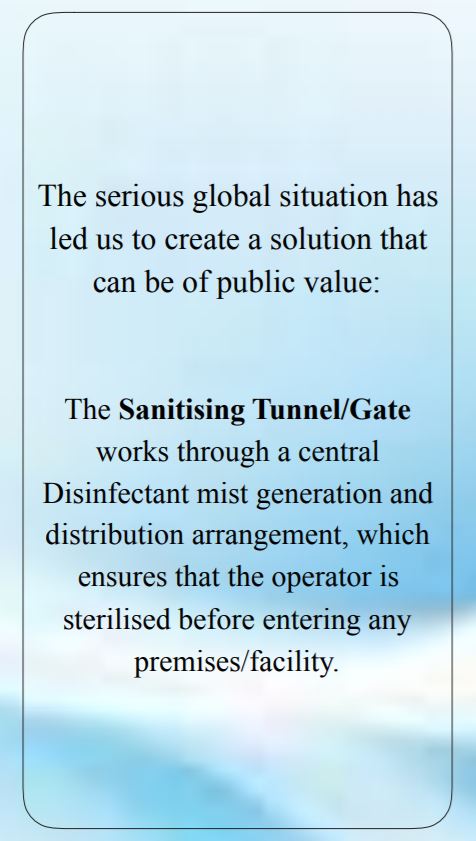 The serious global situation has
led us to create a solution that
can be of public value:
The Sanitising Tunnel/Gate
works through a central
Disinfectant mist generation and
distribution arrangement, which
ensures that the operator is
sterilised before entering any
premises/facility.